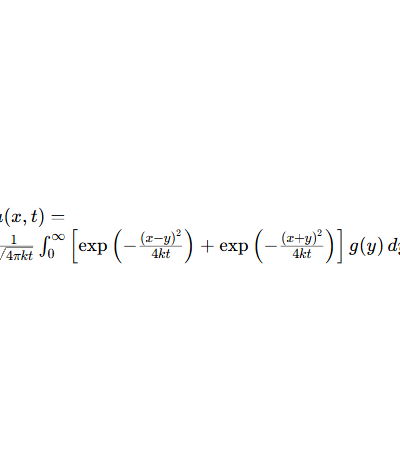 (x, t) =
1/√4πkt ∫₀^∞ [exp (−(x−y)²/4kt) + exp (−(x+y)²/4kt)] g(y) d